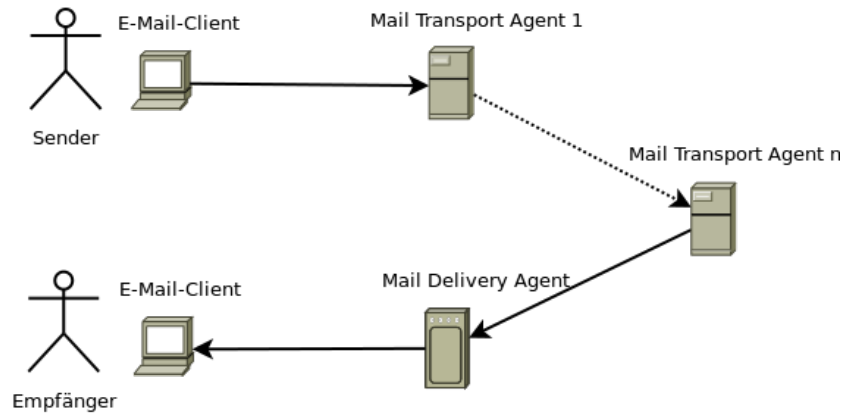 E-Mail-Client
Mail Transport Agent 1
Sender
Mail Transport Agent n
E-Mail-Client
Mail Delivery Agent
Empfänger